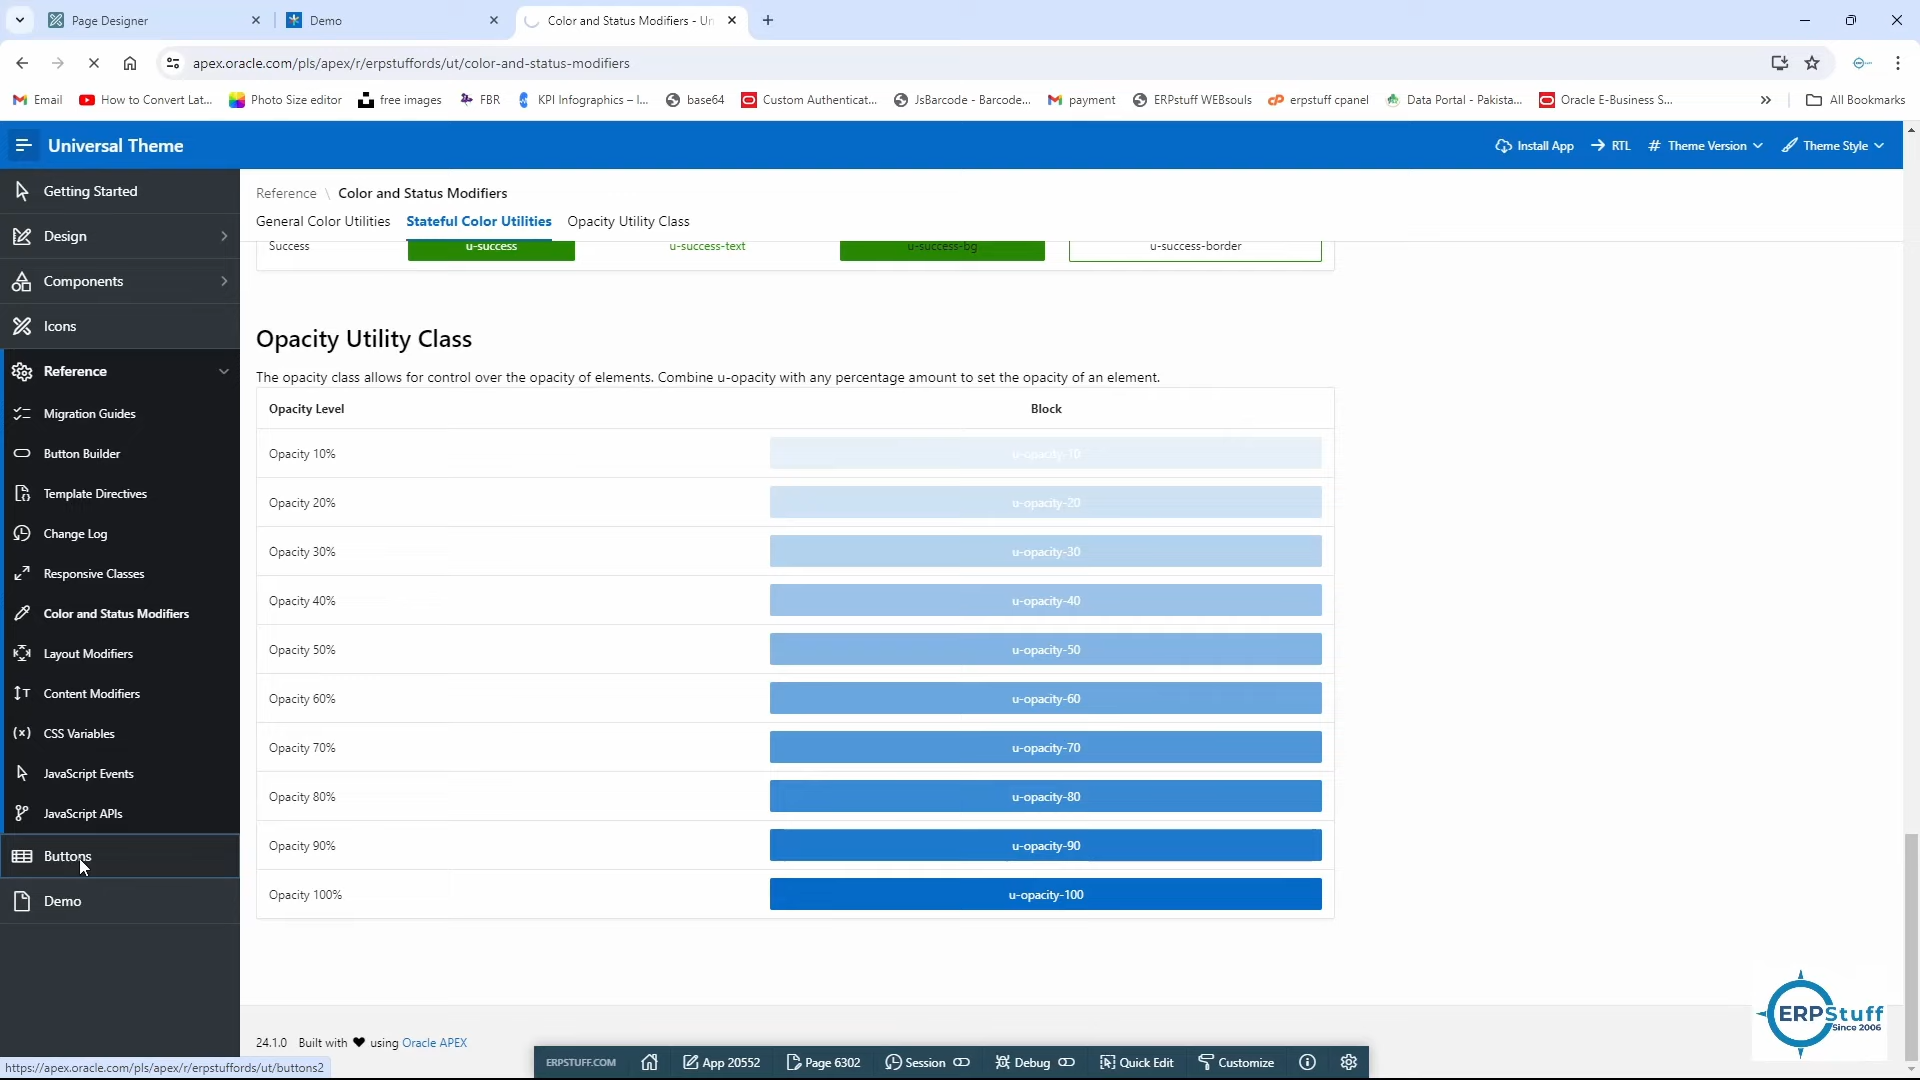 Page Designer
Demo
Color and Status Modifiers - Un
apex.oracle.com/pls/apex/r/erpstuffords/ut/color-and-status-modifiers
Email
How to Convert Lat...
Photo Size editor
free images
FBR
KPI Infographics – I...
base64
Custom Authenticat...
JsBarcode - Barcode...
payment
ERPstuff WEBsouls
erpstuff cpanel
Data Portal - Pakista...
Oracle E-Business S...
All Bookmarks
Universal Theme
Install App
RTL
# Theme Version
Theme Style
Getting Started
Design
Components
Icons
Reference
Migration Guides
Button Builder
Template Directives
Change Log
Responsive Classes
Color and Status Modifiers
Layout Modifiers
Content Modifiers
(x) CSS Variables
JavaScript Events
JavaScript APIs
Buttons
Demo
Reference \ Color and Status Modifiers
General Color Utilities
Stateful Color Utilities
Opacity Utility Class
Success u-success u-success-text u-success-bg u-success-border
Opacity Utility Class
The opacity class allows for control over the opacity of elements. Combine u-opacity with any percentage amount to set the opacity of an element.
Opacity Level Block
Opacity 10% u-opacity-10
Opacity 20% u-opacity-20
Opacity 30% u-opacity-30
Opacity 40% u-opacity-40
Opacity 50% u-opacity-50
Opacity 60% u-opacity-60
Opacity 70% u-opacity-70
Opacity 80% u-opacity-80
Opacity 90% u-opacity-90
Opacity 100% u-opacity-100
24.1.0 Built with ♥ using Oracle APEX
ERPStuff
Since 2006
ERPSTUFF.COM
App 20552
Page 6302
Session
Debug
Quick Edit
Customize
https://apex.oracle.com/pls/apex/r/erpstuffords/ut/buttons2